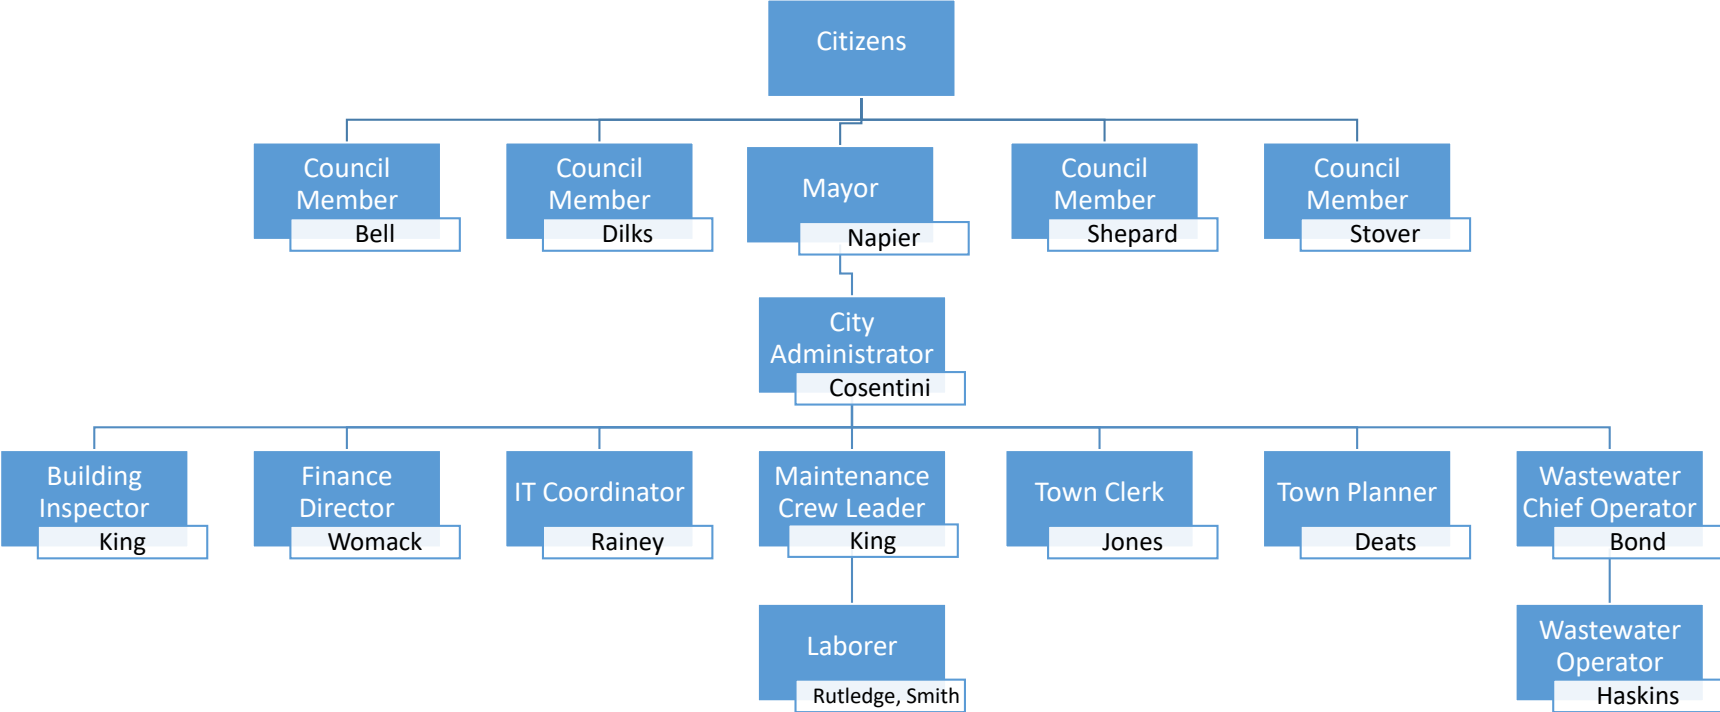 Citizens
Council
Member
Bell
Council
Member
Dilks
Mayor
Napier
Council
Member
Shepard
Council
Member
Stover
City
Administrator
Cosentini
Building
Inspector
King
Finance
Director
Womack
IT Coordinator
Rainey
Maintenance
Crew Leader
King
Town Clerk
Jones
Town Planner
Deats
Wastewater
Chief Operator
Bond
Laborer
Rutledge, Smith
Wastewater
Operator
Haskins